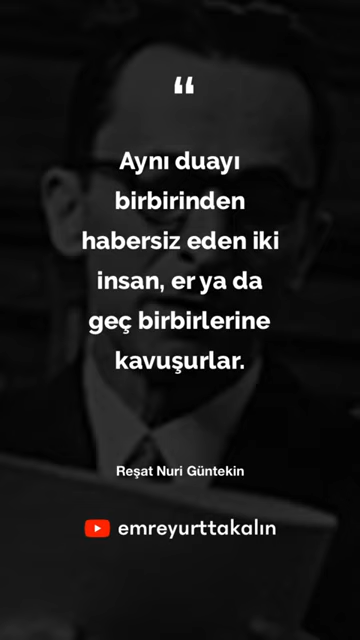 “
Aynı duayı
birbirinden
habersiz eden iki
insan, er ya da
geç birbirlerine
kavuşurlar.
Reşat Nuri Güntekin
emreyurttakalın